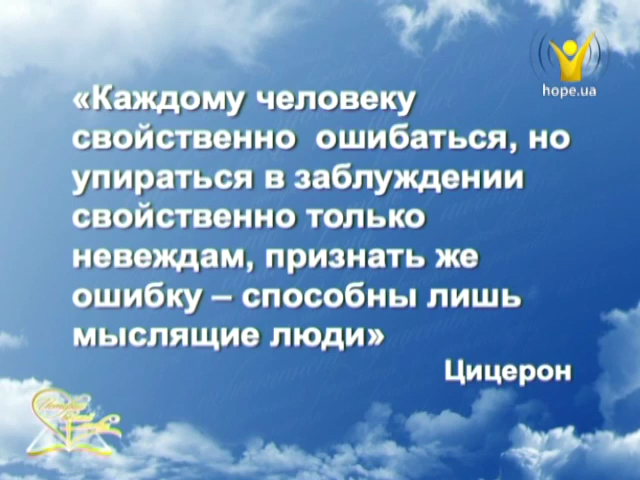 hope.ua
«Каждому человеку
свойственно ошибаться, но
упираться в заблуждении
свойственно только
невеждам, признать же
ошибку – способны лишь
мыслящие люди»
Цицерон